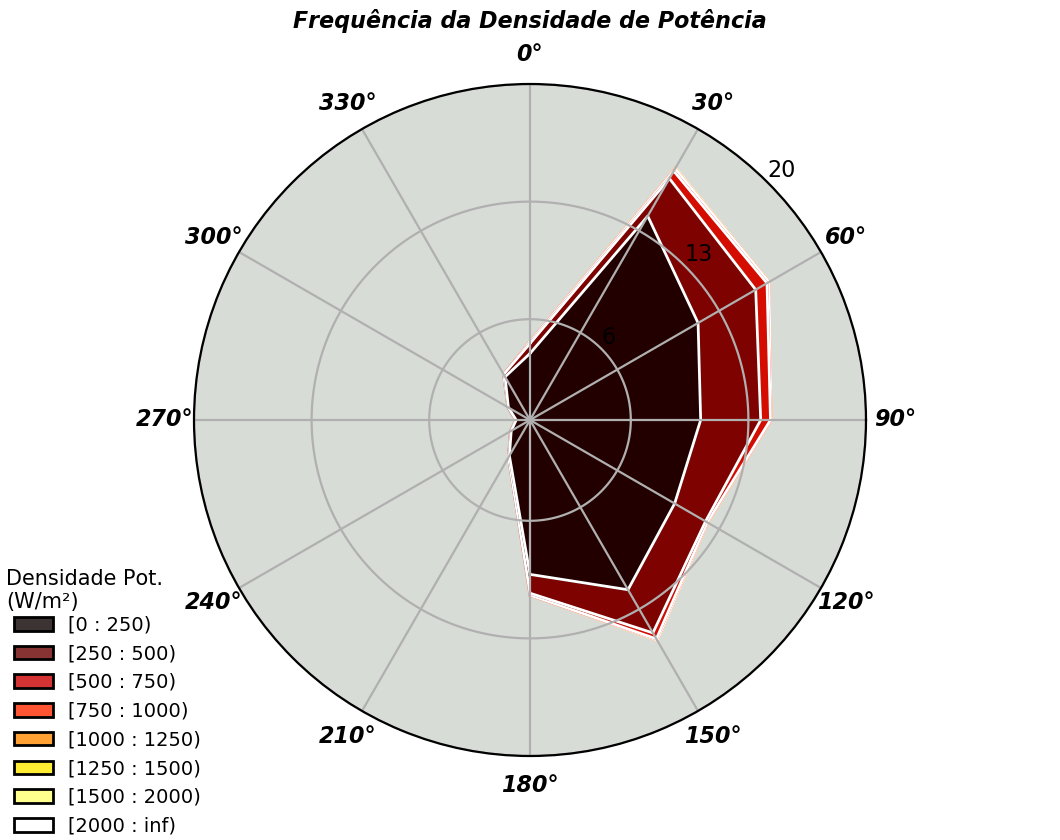 Frequência da Densidade de Potência
0°
330°
30°
20
300°
60°
13
6
270°
90°
240°
120°
210°
150°
180°
Densidade Pot.
(W/m²)
[0 : 250)
[250 : 500)
[500 : 750)
[750 : 1000)
[1000 : 1250)
[1250 : 1500)
[1500 : 2000)
[2000 : inf)